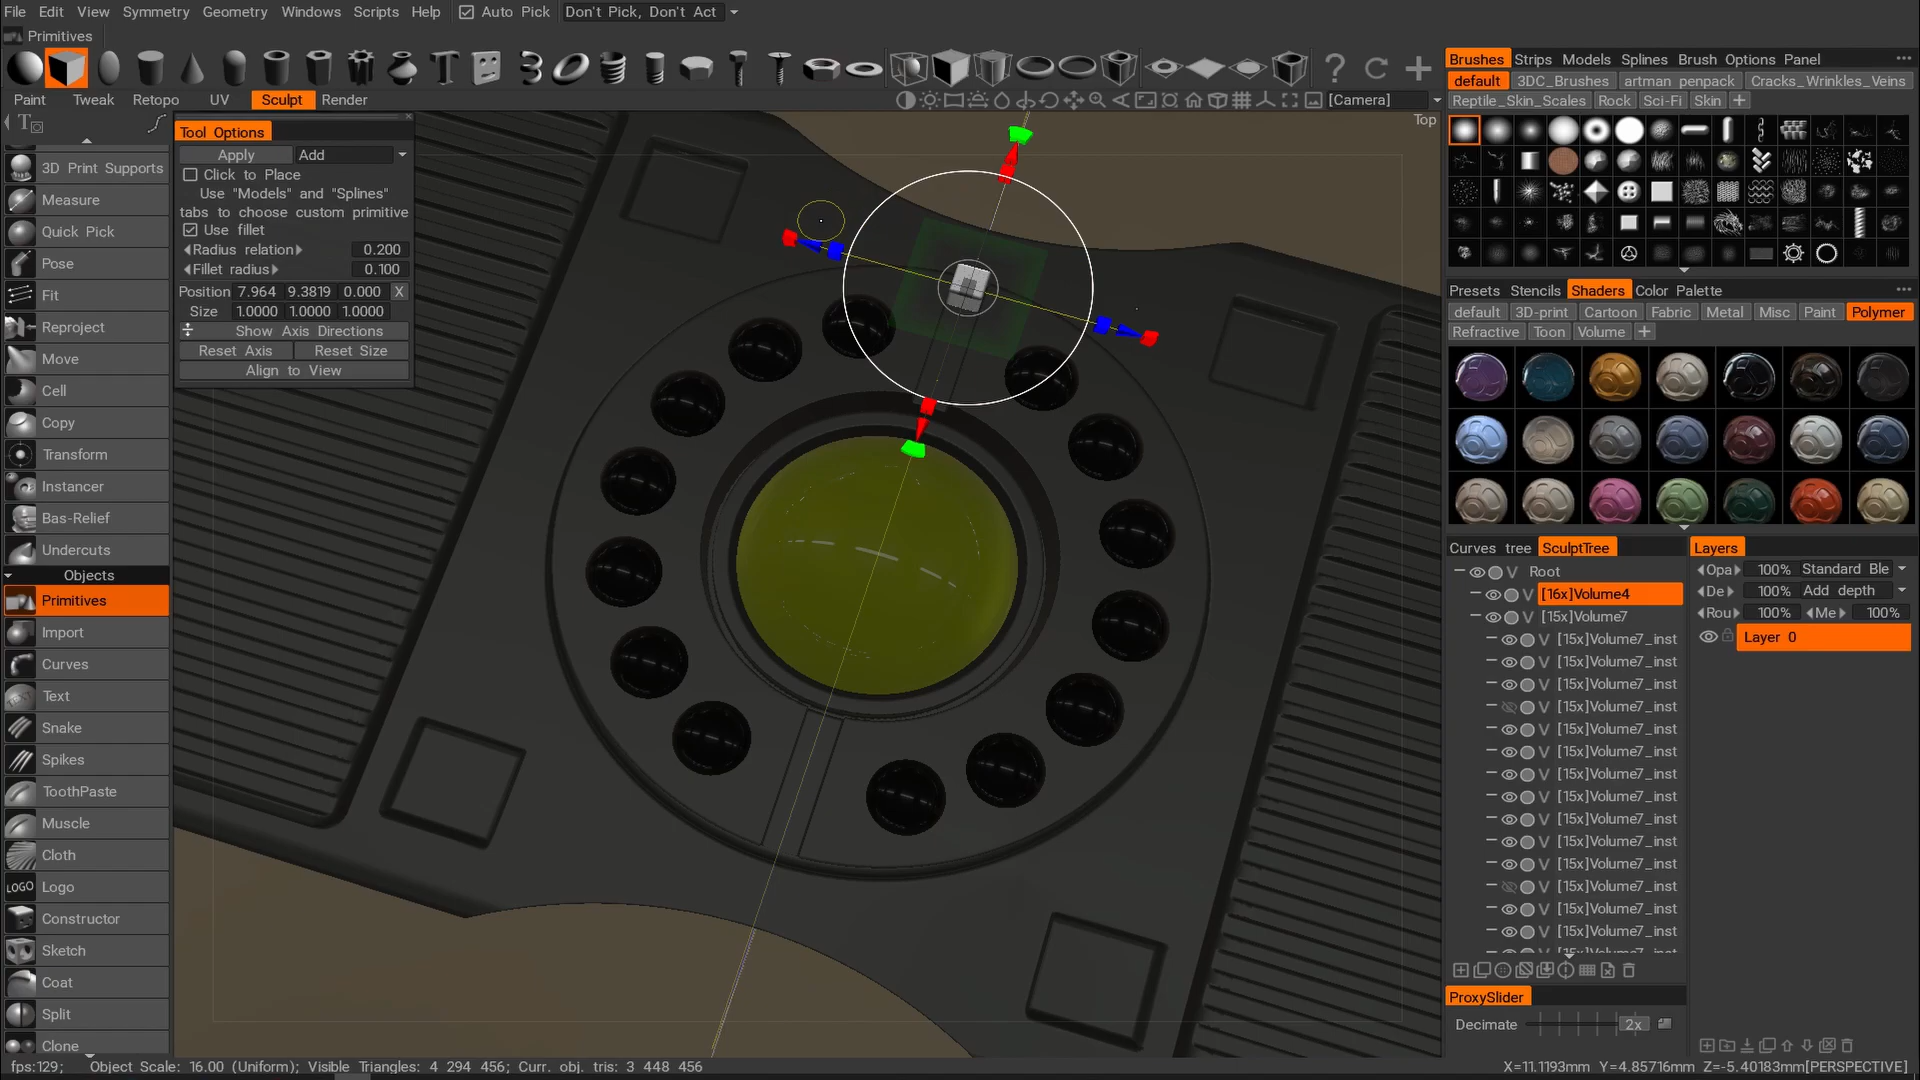 File Edit View Symmetry Geometry Windows Scripts Help Auto Pick Don't Pick, Don't Act
Primitives
Paint Tweak Retopo UV Sculpt Render [Camera]
Top
Tool Options
Apply Add
Click to Place
Use "Models" and "Splines"
tabs to choose custom primitive
Use fillet
Radius relation 0.200
Fillet radius 0.100
Position 7.964 9.3819 0.000 X
Size 1.0000 1.0000 1.0000
Show Axis Directions
Reset Axis Reset Size
Align to View
3D Print Supports
Measure
Quick Pick
Pose
Fit
Reproject
Move
Cell
Copy
Transform
Instancer
Bas-Relief
Undercuts
Objects
Primitives
Import
Curves
Text
Snake
Spikes
ToothPaste
Muscle
Cloth
LOGO Logo
Constructor
Sketch
Coat
Split
Clone
Brushes Strips Models Splines Brush Options Panel
default 3DC_Brushes artman penpack Cracks_Wrinkles_Veins
Reptile_Skin_Scales Rock Sci-Fi Skin
Presets Stencils Shaders Color Palette
default 3D-print Cartoon Fabric Metal Misc Paint Polymer
Refractive Toon Volume
Curves tree SculptTree
Root
[16x]Volume4
[15x]Volume7
[15x]Volume7_inst
[15x]Volume7_inst
[15x]Volume7_inst
[15x]Volume7_inst
[15x]Volume7_inst
[15x]Volume7_inst
[15x]Volume7_inst
[15x]Volume7_inst
[15x]Volume7_inst
[15x]Volume7_inst
[15x]Volume7_inst
[15x]Volume7_inst
[15x]Volume7_inst
[15x]Volume7_inst
Layers
Opa 100% Standard Ble
De 100% Add depth
Rou 100% Me 100%
Layer 0
ProxySlider
Decimate 2x
fps:129; Object Scale: 16.00 (Uniform); Visible Triangles: 4 294 456; Curr. obj. tris: 3 448 456
X=11.1193mm Y=4.85716mm Z=-5.40183mm[PERSPECTIVE]